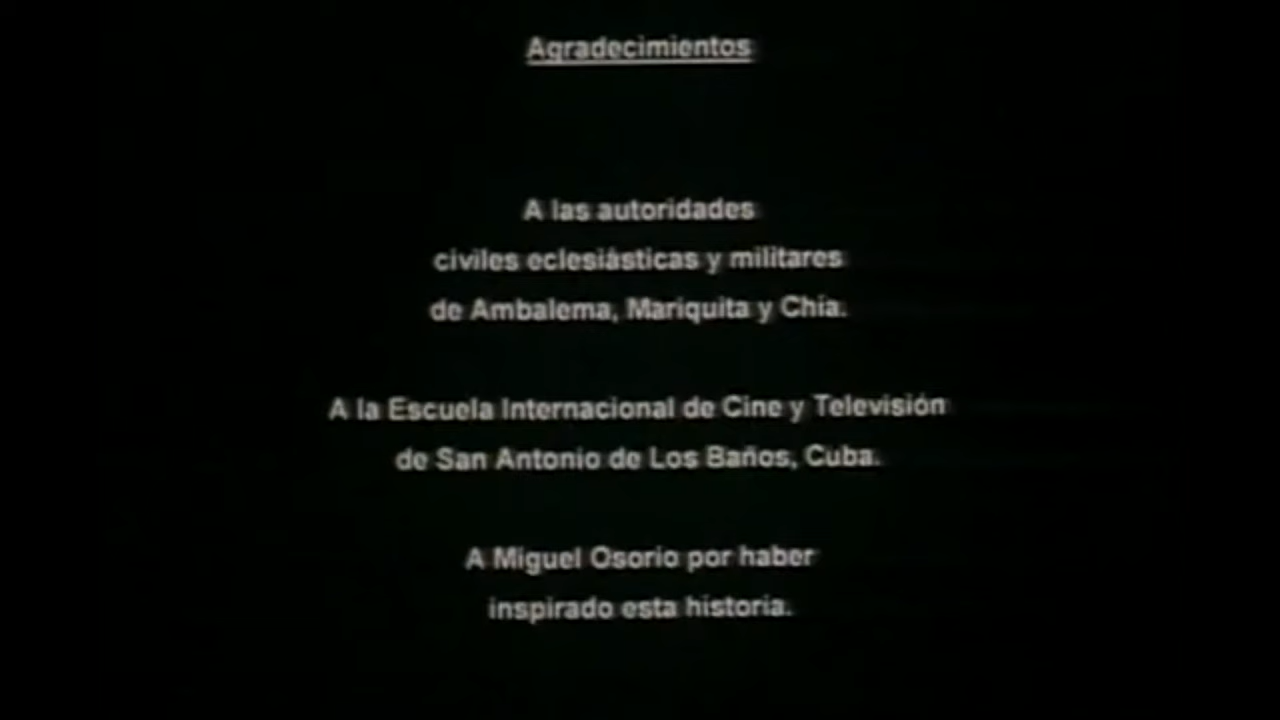 Agradecimientos
A las autoridades
civiles eclesiásticas y militares
de Ambalema, Mariquita y Chía.
A la Escuela Internacional de Cine y Televisión
de San Antonio de Los Baños, Cuba.
A Miguel Osorio por haber
inspirado esta historia.